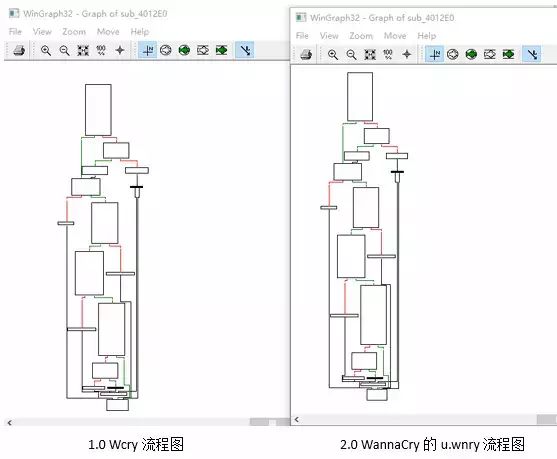 WinGraph32 - Graph of sub_4012E0
File View Zoom Move Help
100%
N
WinGraph32 - Graph of sub_4012E0
File View Zoom Move Help
100%
N
1.0 Wcry 流程图
2.0 WannaCry 的 u.wnry 流程图